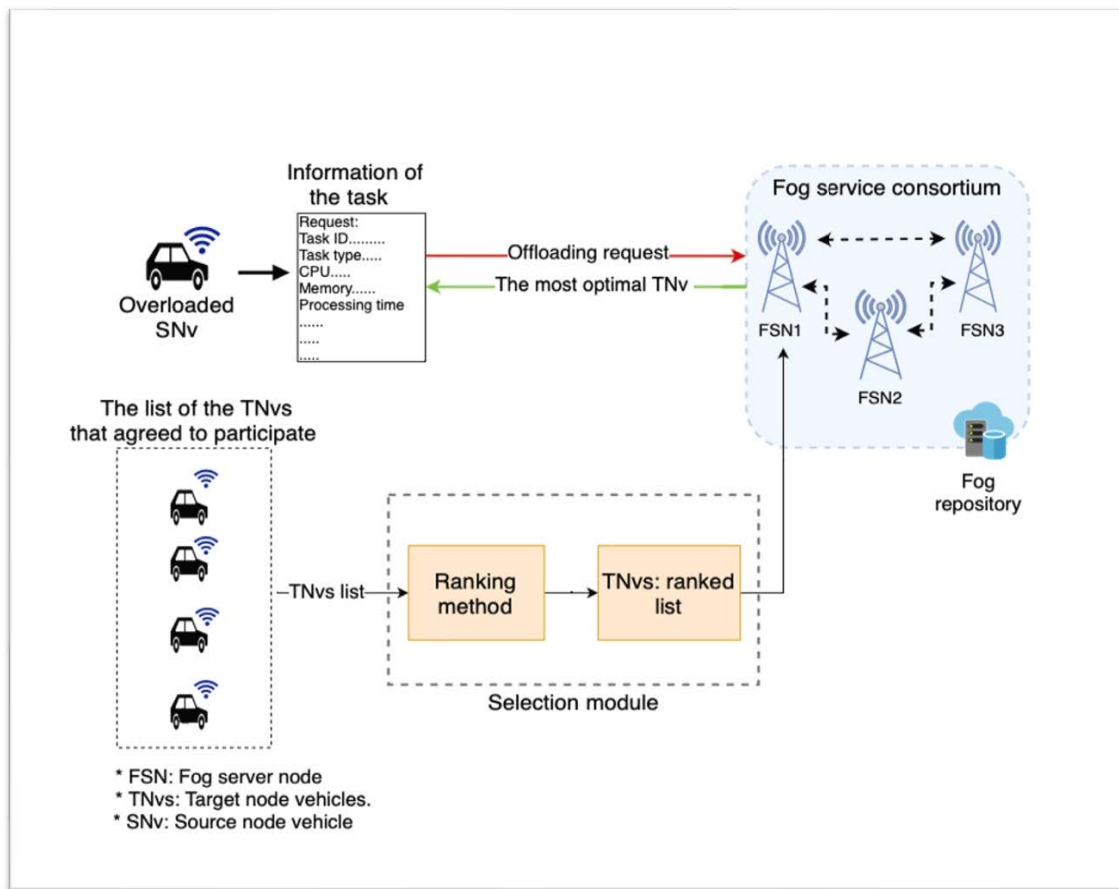 Information of
the task
Request:
Task ID.........
Task type.....
CPU.....
Memory......
Processing time
......
.....
.....
Overloaded
SNv
Offloading request
The most optimal TNv
Fog service consortium
FSN1
FSN3
FSN2
Fog
repository
The list of the TNvs
that agreed to participate
TNvs list
Ranking
method
TNvs: ranked
list
Selection module
* FSN: Fog server node
* TNvs: Target node vehicles.
* SNv: Source node vehicle